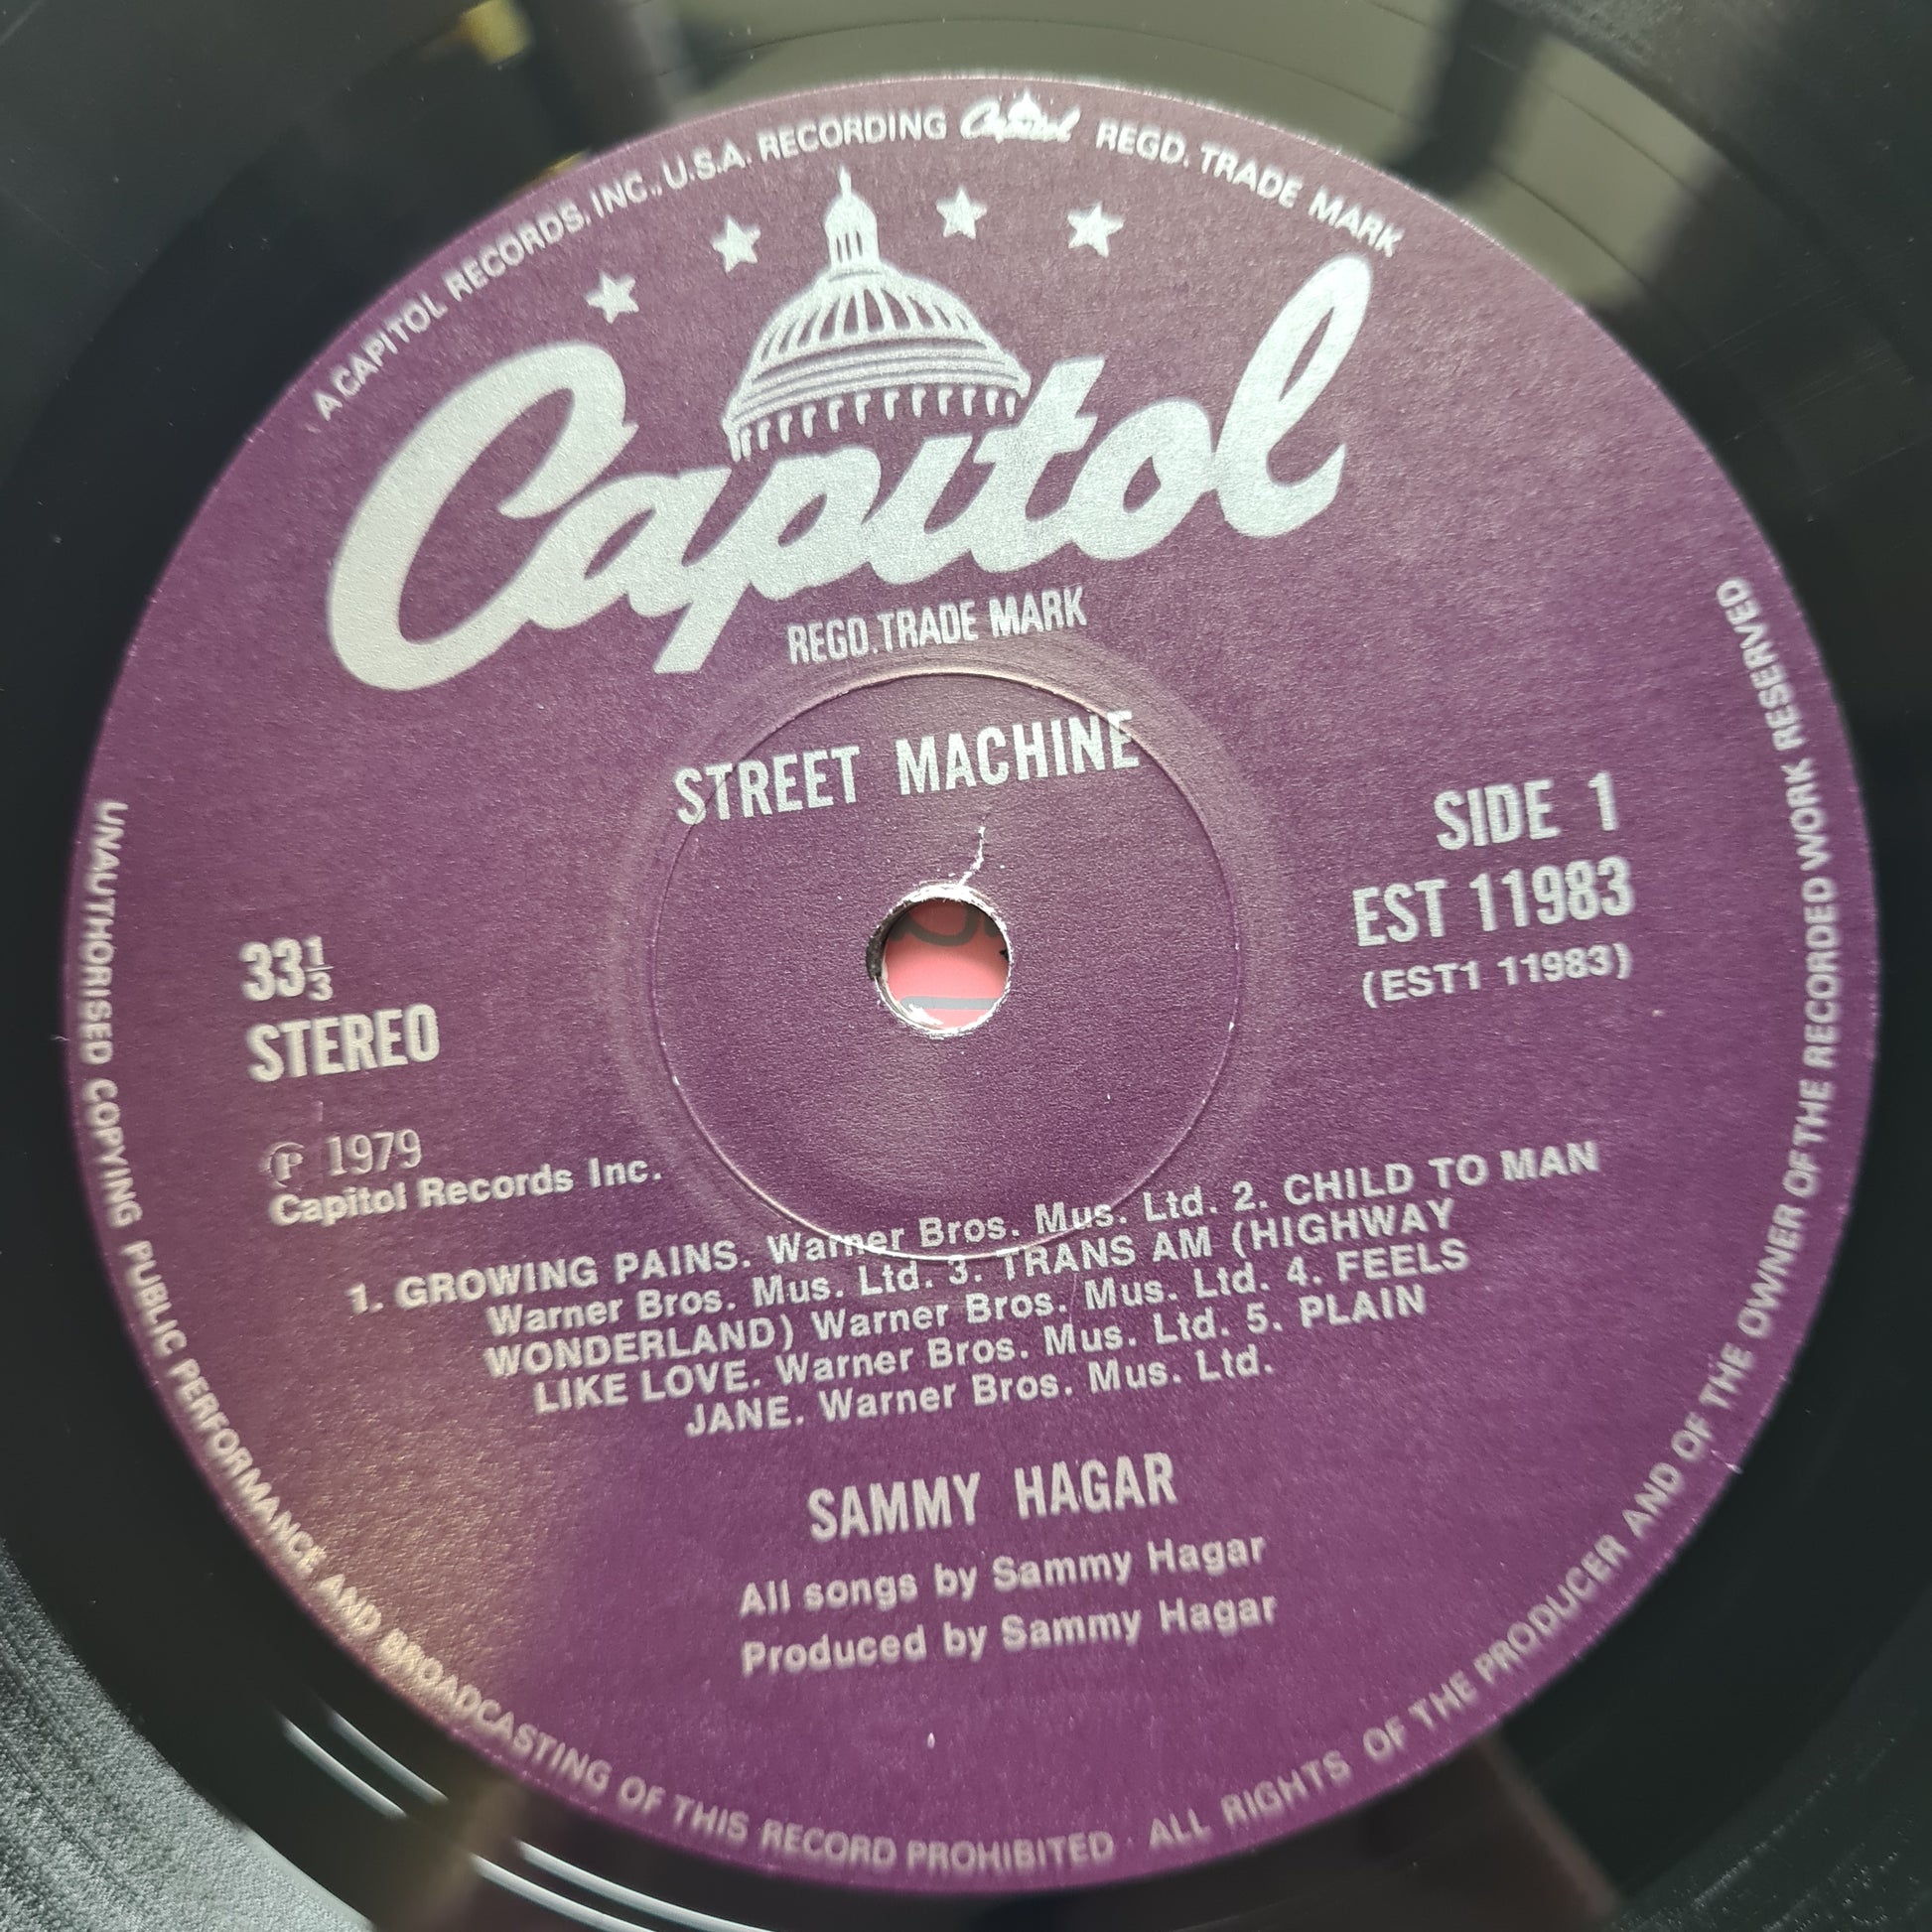 A CAPITOL RECORDS, INC., U.S.A. RECORDING Capitol REGD. TRADE MARK
Capitol
REGD. TRADE MARK
STREET MACHINE
SIDE 1
EST 11983
(EST1 11983)
33⅓
STEREO
℗ 1979
Capitol Records Inc.
1. GROWING PAINS. Warner Bros. Mus. Ltd. 2. CHILD TO MAN
Warner Bros. Mus. Ltd. 3. TRANS AM (HIGHWAY
WONDERLAND) Warner Bros. Mus. Ltd. 4. FEELS
LIKE LOVE. Warner Bros. Mus. Ltd. 5. PLAIN
JANE. Warner Bros. Mus. Ltd.
SAMMY HAGAR
All songs by Sammy Hagar
Produced by Sammy Hagar
UNAUTHORISED COPYING PUBLIC PERFORMANCE AND BROADCASTING OF THIS RECORD PROHIBITED · ALL RIGHTS OF THE PRODUCER AND OF THE OWNER OF THE RECORDED WORK RESERVED